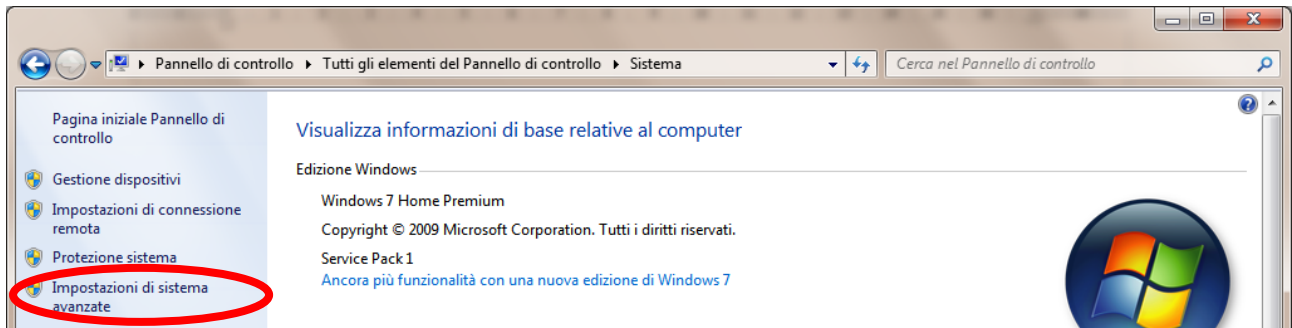 Pannello di controllo Tutti gli elementi del Pannello di controllo Sistema
Cerca nel Pannello di controllo
Pagina iniziale Pannello di
controllo
Gestione dispositivi
Impostazioni di connessione
remota
Protezione sistema
Impostazioni di sistema
avanzate
Visualizza informazioni di base relative al computer
Edizione Windows
Windows 7 Home Premium
Copyright © 2009 Microsoft Corporation. Tutti i diritti riservati.
Service Pack 1
Ancora più funzionalità con una nuova edizione di Windows 7